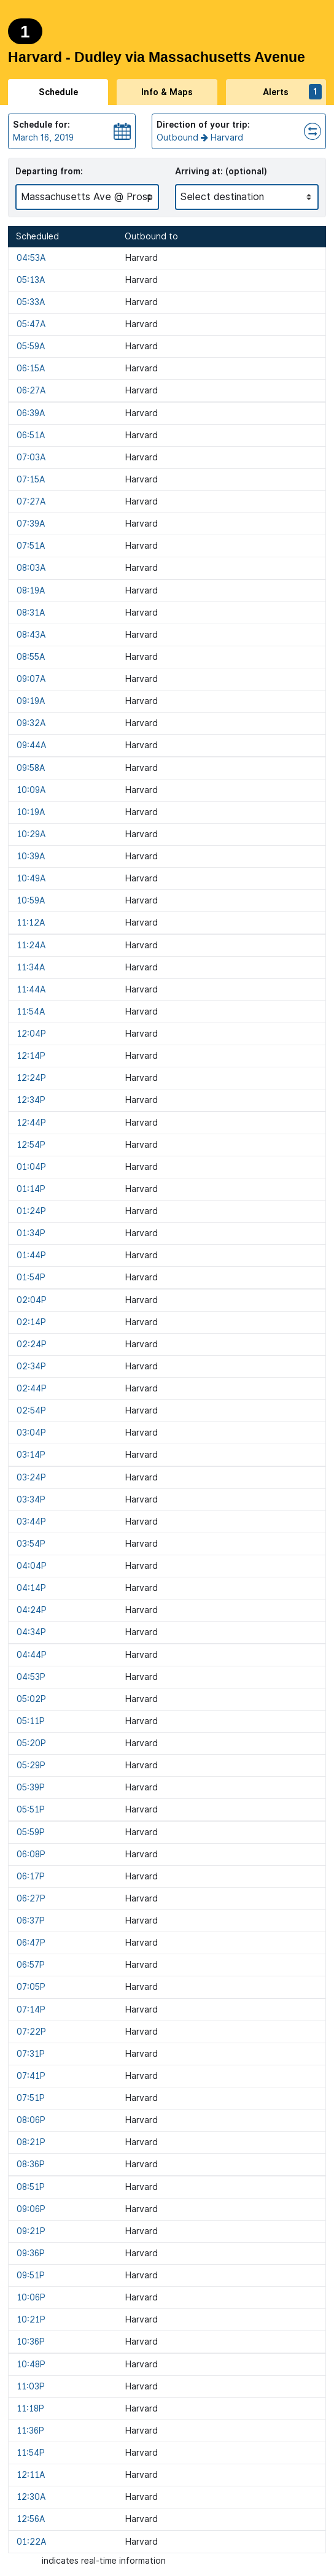 1
Harvard - Dudley via Massachusetts Avenue
Schedule Info & Maps Alerts 1
Schedule for: Direction of your trip:
March 16, 2019 Outbound → Harvard
Departing from: Arriving at: (optional)
Massachusetts Ave @ Prosp Select destination
Scheduled Outbound to
04:53A Harvard
05:13A Harvard
05:33A Harvard
05:47A Harvard
05:59A Harvard
06:15A Harvard
06:27A Harvard
06:39A Harvard
06:51A Harvard
07:03A Harvard
07:15A Harvard
07:27A Harvard
07:39A Harvard
07:51A Harvard
08:03A Harvard
08:19A Harvard
08:31A Harvard
08:43A Harvard
08:55A Harvard
09:07A Harvard
09:19A Harvard
09:32A Harvard
09:44A Harvard
09:58A Harvard
10:09A Harvard
10:19A Harvard
10:29A Harvard
10:39A Harvard
10:49A Harvard
10:59A Harvard
11:12A Harvard
11:24A Harvard
11:34A Harvard
11:44A Harvard
11:54A Harvard
12:04P Harvard
12:14P Harvard
12:24P Harvard
12:34P Harvard
12:44P Harvard
12:54P Harvard
01:04P Harvard
01:14P Harvard
01:24P Harvard
01:34P Harvard
01:44P Harvard
01:54P Harvard
02:04P Harvard
02:14P Harvard
02:24P Harvard
02:34P Harvard
02:44P Harvard
02:54P Harvard
03:04P Harvard
03:14P Harvard
03:24P Harvard
03:34P Harvard
03:44P Harvard
03:54P Harvard
04:04P Harvard
04:14P Harvard
04:24P Harvard
04:34P Harvard
04:44P Harvard
04:53P Harvard
05:02P Harvard
05:11P Harvard
05:20P Harvard
05:29P Harvard
05:39P Harvard
05:51P Harvard
05:59P Harvard
06:08P Harvard
06:17P Harvard
06:27P Harvard
06:37P Harvard
06:47P Harvard
06:57P Harvard
07:05P Harvard
07:14P Harvard
07:22P Harvard
07:31P Harvard
07:41P Harvard
07:51P Harvard
08:06P Harvard
08:21P Harvard
08:36P Harvard
08:51P Harvard
09:06P Harvard
09:21P Harvard
09:36P Harvard
09:51P Harvard
10:06P Harvard
10:21P Harvard
10:36P Harvard
10:48P Harvard
11:03P Harvard
11:18P Harvard
11:36P Harvard
11:54P Harvard
12:11A Harvard
12:30A Harvard
12:56A Harvard
01:22A Harvard
indicates real-time information